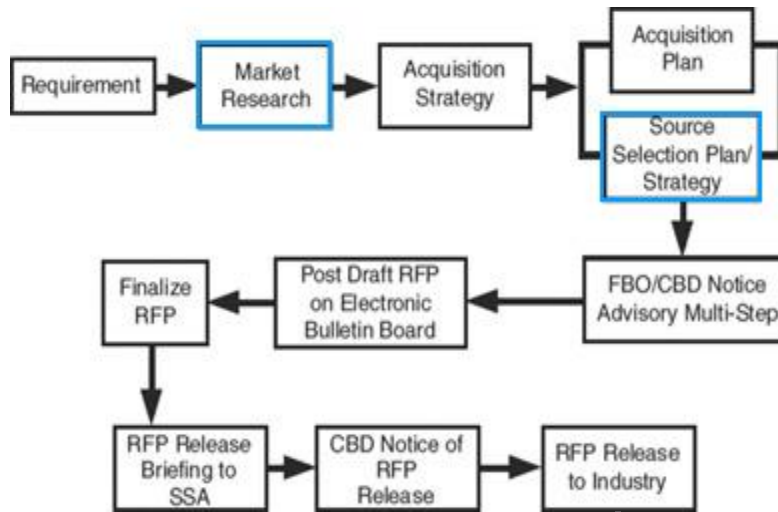 Requirement
Market
Research
Acquisition
Strategy
Acquisition
Plan
Source
Selection Plan/
Strategy
FBO/CBD Notice
Advisory Multi-Step
Post Draft RFP
on Electronic
Bulletin Board
Finalize
RFP
RFP Release
Briefing to
SSA
CBD Notice of
RFP
Release
RFP Release
to Industry